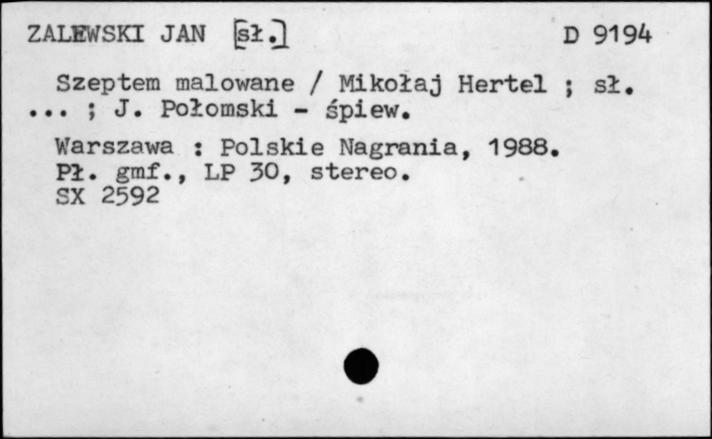 ZALEWSKI JAN [sł.] D 9194
Szeptem malowane / Mikołaj Hertel ; sł.
... ; J. Połomski - śpiew.
Warszawa : Polskie Nagrania, 1988.
Pł. gmf., LP 30, stereo.
SX 2592